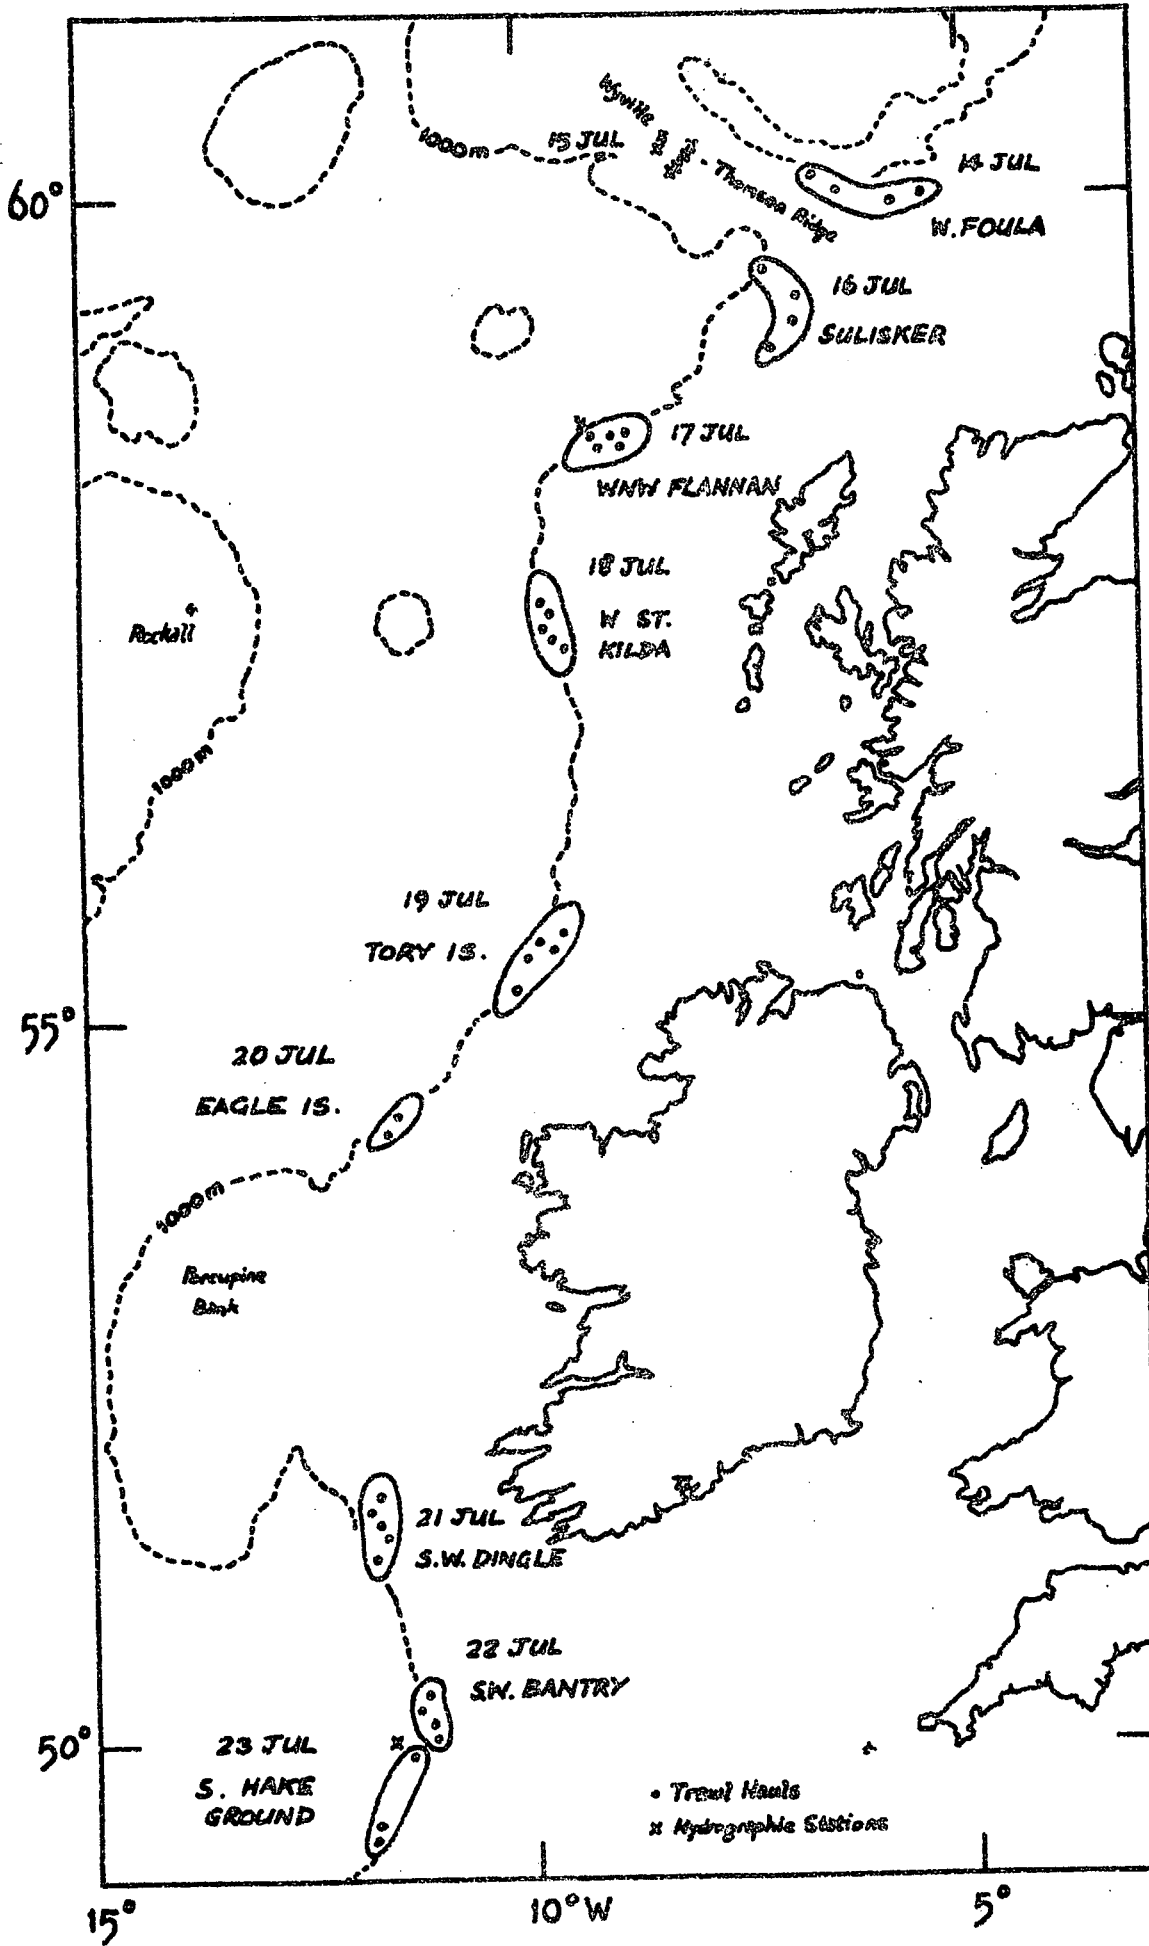 Wyville
1000m
15 JUL
14 JUL
Thomson Ridge
60°
W. FOULA
16 JUL
SULISKER
17 JUL
WNW FLANNAN
18 JUL
W ST.
KILDA
Rockall
1000m
19 JUL
TORY IS.
55°
20 JUL
EAGLE IS.
1000m
Porcupine
Bank
21 JUL
S.W. DINGLE
22 JUL
S.W. BANTRY
50°
23 JUL
S. HAKE
GROUND
• Trawl Hauls
x Hydrographic Stations
15°
10°W
5°